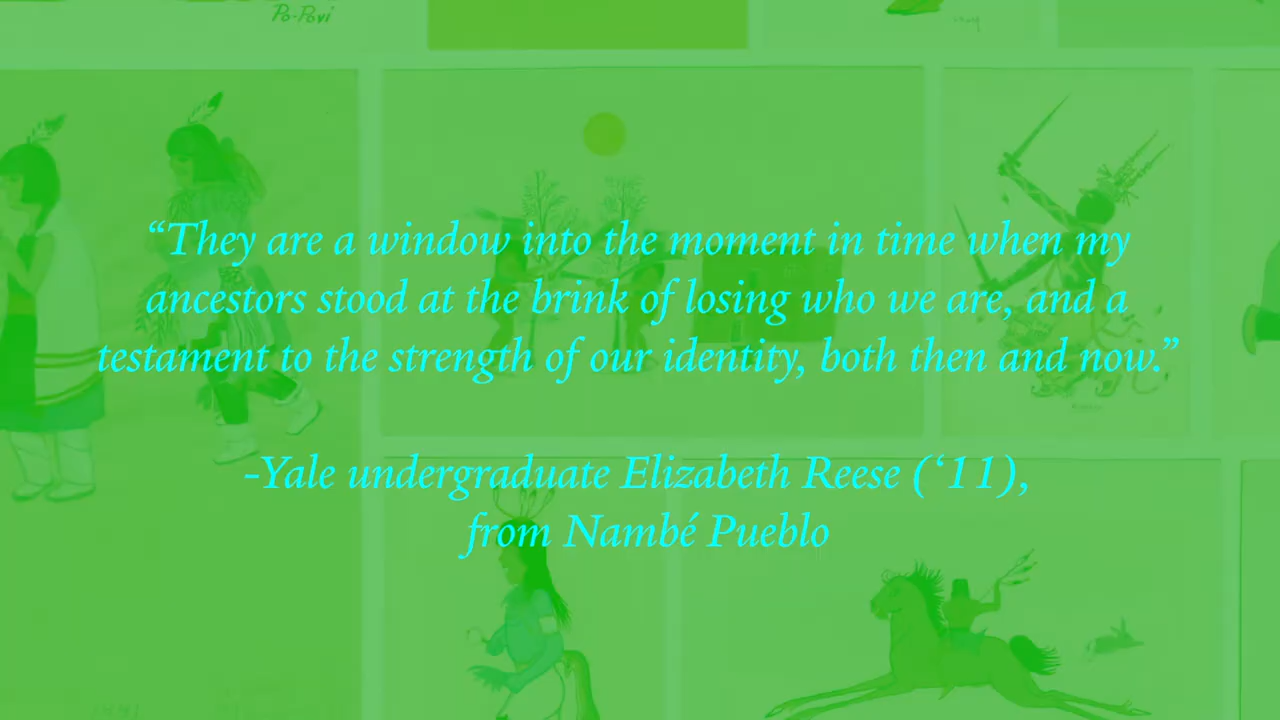 Po-Povi
“They are a window into the moment in time when my
ancestors stood at the brink of losing who we are, and a
testament to the strength of our identity, both then and now.”
-Yale undergraduate Elizabeth Reese (‘11),
from Nambé Pueblo